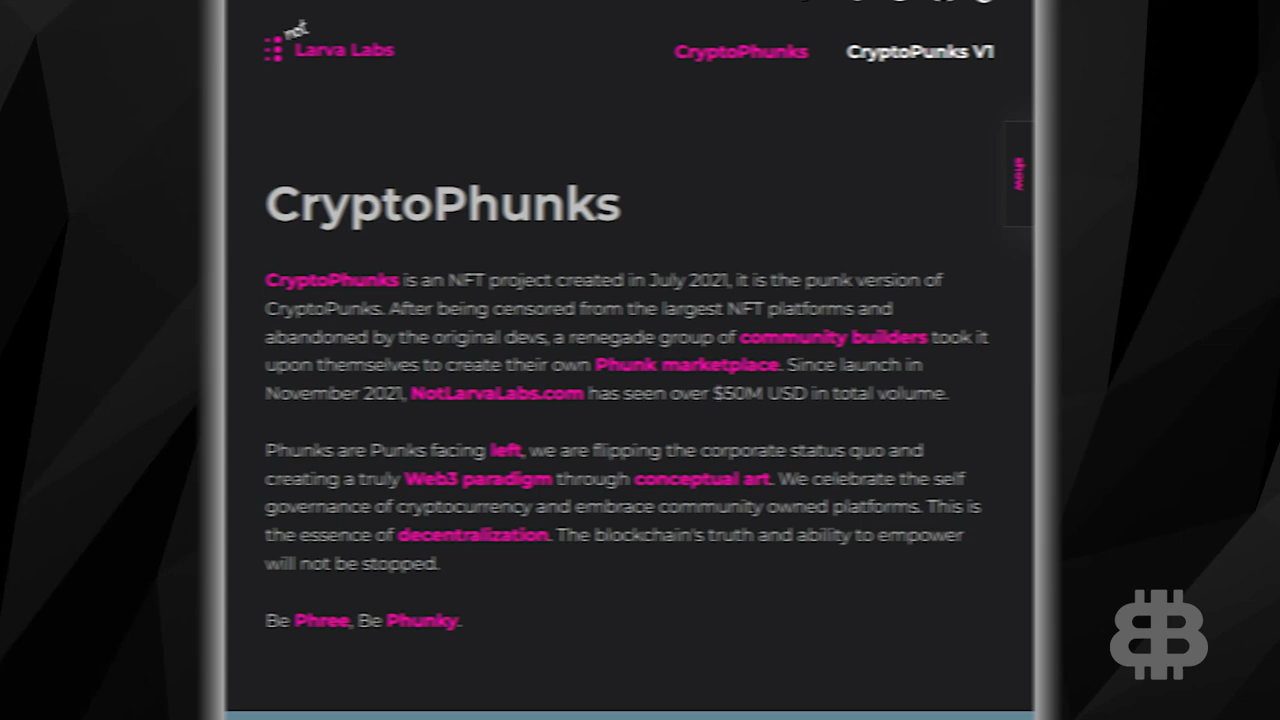 not
Larva Labs
CryptoPhunks
CryptoPunks V1
show
CryptoPhunks
CryptoPhunks is an NFT project created in July 2021, it is the punk version of
CryptoPunks. After being censored from the largest NFT platforms and
abandoned by the original devs, a renegade group of community builders took it
upon themselves to create their own Phunk marketplace. Since launch in
November 2021, NotLarvaLabs.com has seen over $50M USD in total volume.
Phunks are Punks facing left, we are flipping the corporate status quo and
creating a truly Web3 paradigm through conceptual art. We celebrate the self
governance of cryptocurrency and embrace community owned platforms. This is
the essence of decentralization. The blockchain's truth and ability to empower
will not be stopped.
Be Phree, Be Phunky.